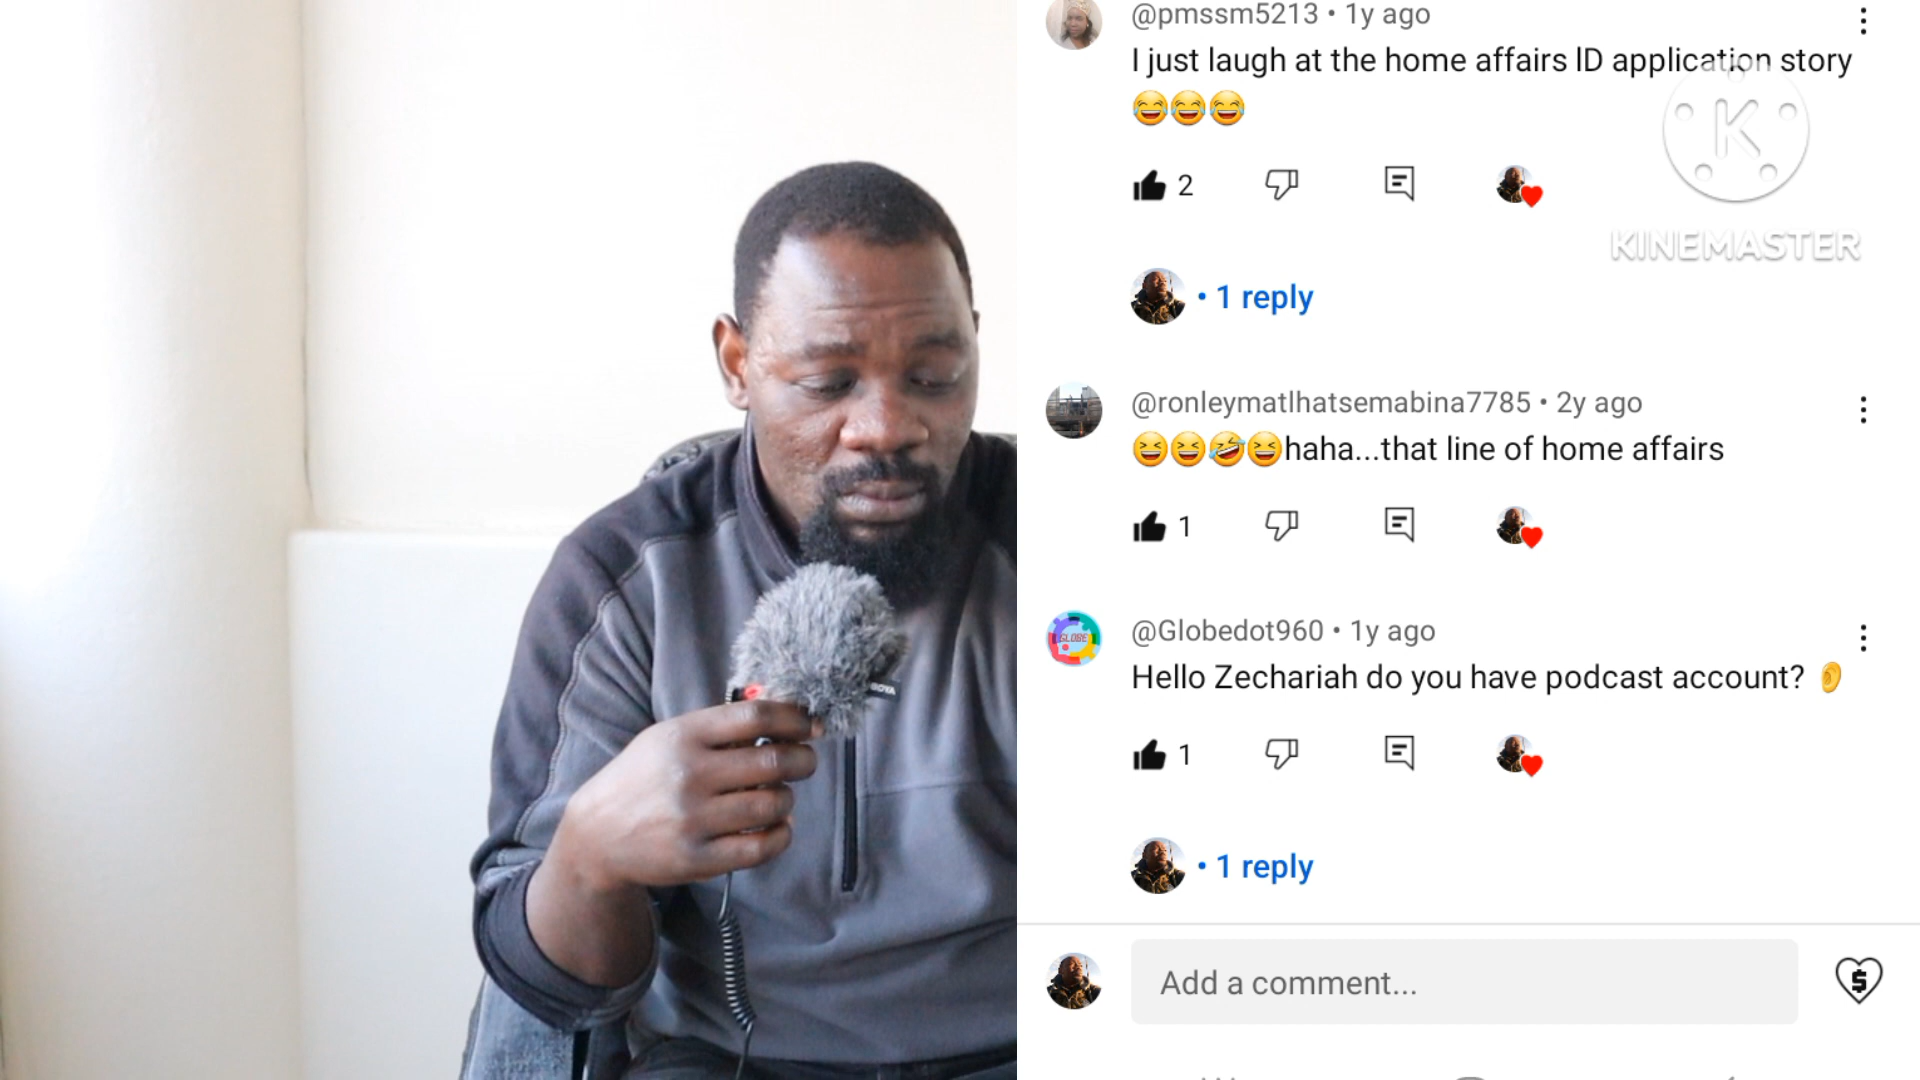 @pmssm5213 • 1y ago
I just laugh at the home affairs ID application story
😂😂😂
2
• 1 reply
@ronleymatlhatsemabina7785 • 2y ago
😆😆🤣😆haha...that line of home affairs
1
@Globedot960 • 1y ago
Hello Zechariah do you have podcast account? 👂
1
• 1 reply
Add a comment...
$
K
KINEMASTER
GLOBE
BOYA